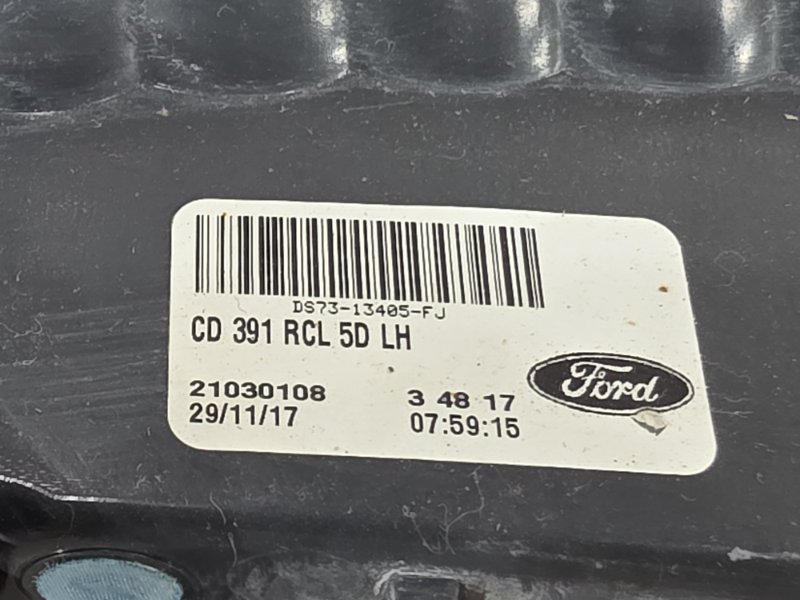 DS73-13405-FJ
CD 391 RCL 5D LH
21030108 3 48 17
29/11/17 07:59:15
Ford